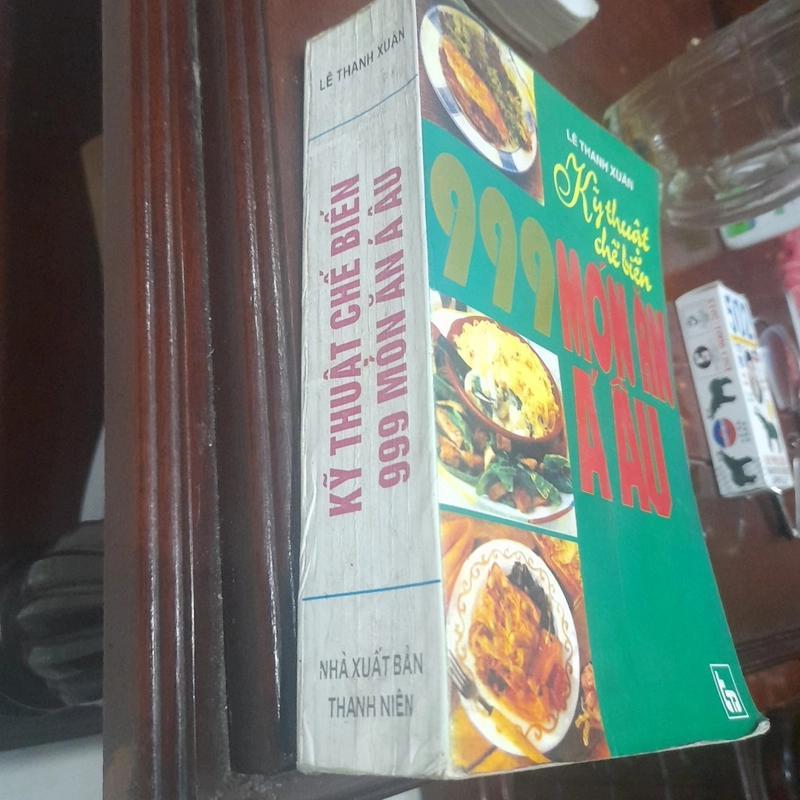 LÊ THANH XUÂN
KỸ THUẬT CHẾ BIẾN
999 MÓN ĂN Á ÂU
NHÀ XUẤT BẢN
THANH NIÊN
LÊ THANH XUÂN
Kỹ thuật
chế biến
999 MÓN ĂN
Á ÂU